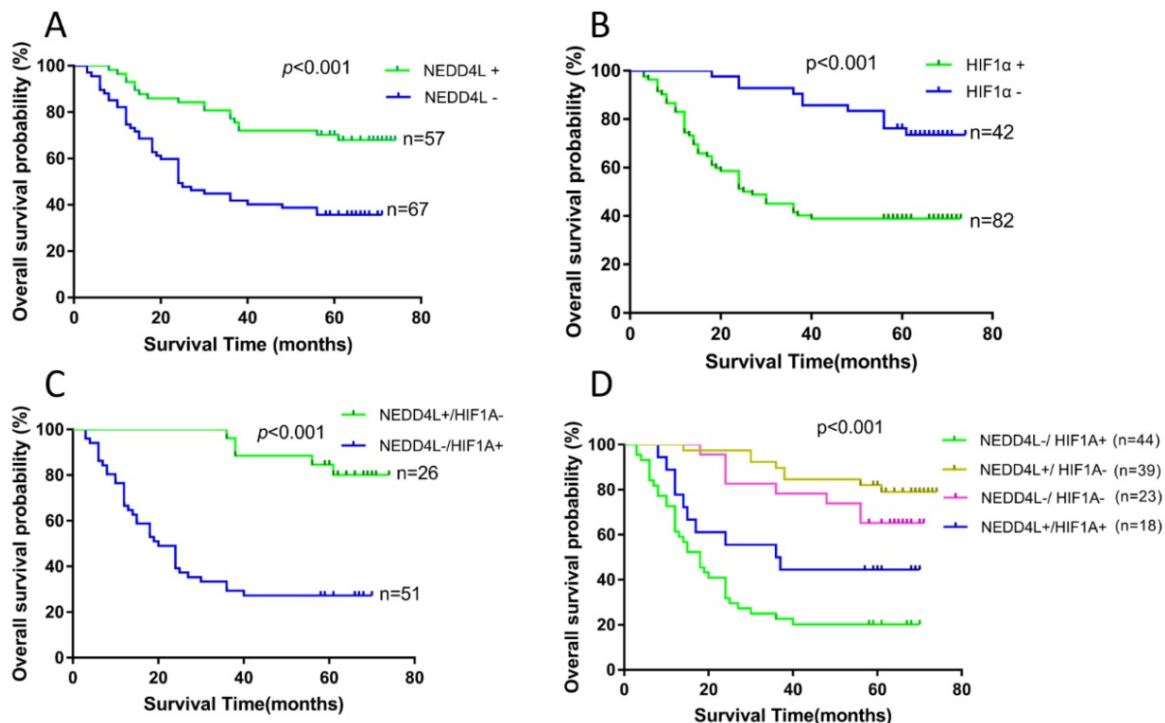 A
Overall survival probability (%)
100
80
60
40
20
0
0 20 40 60 80
Survival Time (months)
p<0.001
NEDD4L +
NEDD4L -
n=57
n=67
B
Overall survival probability (%)
100
80
60
40
20
0
0 20 40 60 80
Survival Time(months)
p<0.001
HIF1α +
HIF1α -
n=42
n=82
C
Overall survival probability (%)
100
80
60
40
20
0
0 20 40 60 80
Survival Time(months)
p<0.001
NEDD4L+/HIF1A-
NEDD4L-/HIF1A+
n=26
n=51
D
Overall survival probability (%)
100
80
60
40
20
0
0 20 40 60 80
Survival Time(months)
p<0.001
NEDD4L-/ HIF1A+ (n=44)
NEDD4L+/ HIF1A- (n=39)
NEDD4L-/ HIF1A- (n=23)
NEDD4L+/HIF1A+ (n=18)